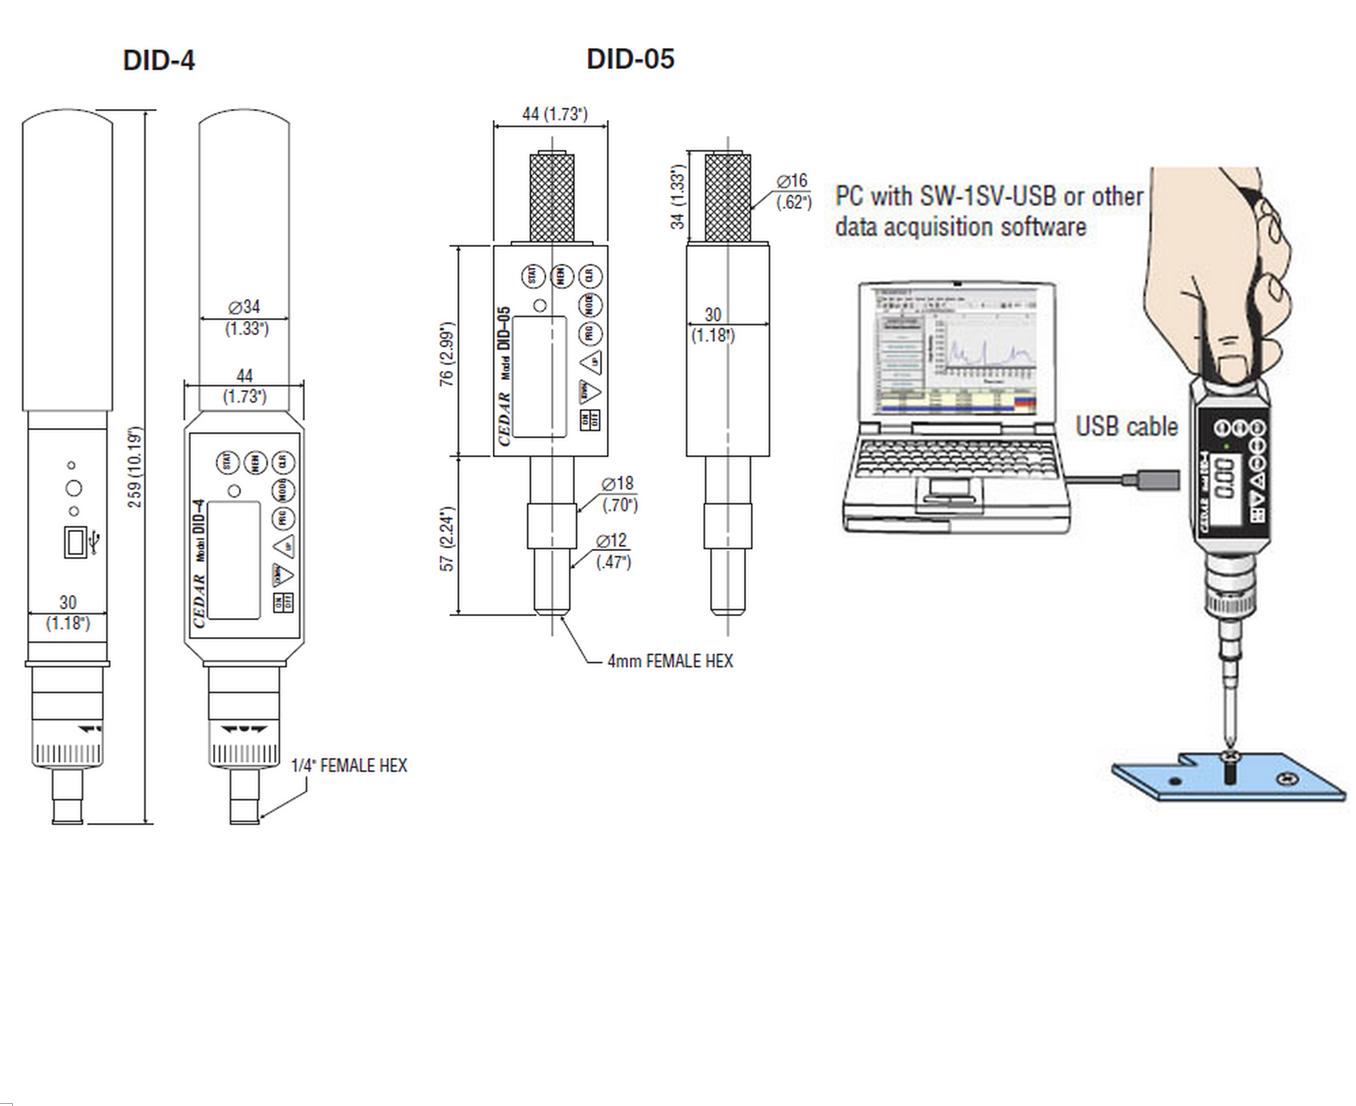 DID-4
DID-05
259 (10.19")
30
(1.18")
Ø34
(1.33")
44
(1.73")
STAT
MEM
CLR
MODE
PRG
UP
DOWN
ON
OFF
CEDAR Model DID-4
1/4" FEMALE HEX
44 (1.73")
76 (2.99")
57 (2.24")
STAT
MEM
CLR
MODE
PRG
UP
DOWN
ON
OFF
CEDAR Model DID-05
Ø18
(.70")
Ø12
(.47")
4mm FEMALE HEX
34 (1.33")
Ø16
(.62")
30
(1.18")
PC with SW-1SV-USB or other
data acquisition software
USB cable
0.00
CEDAR